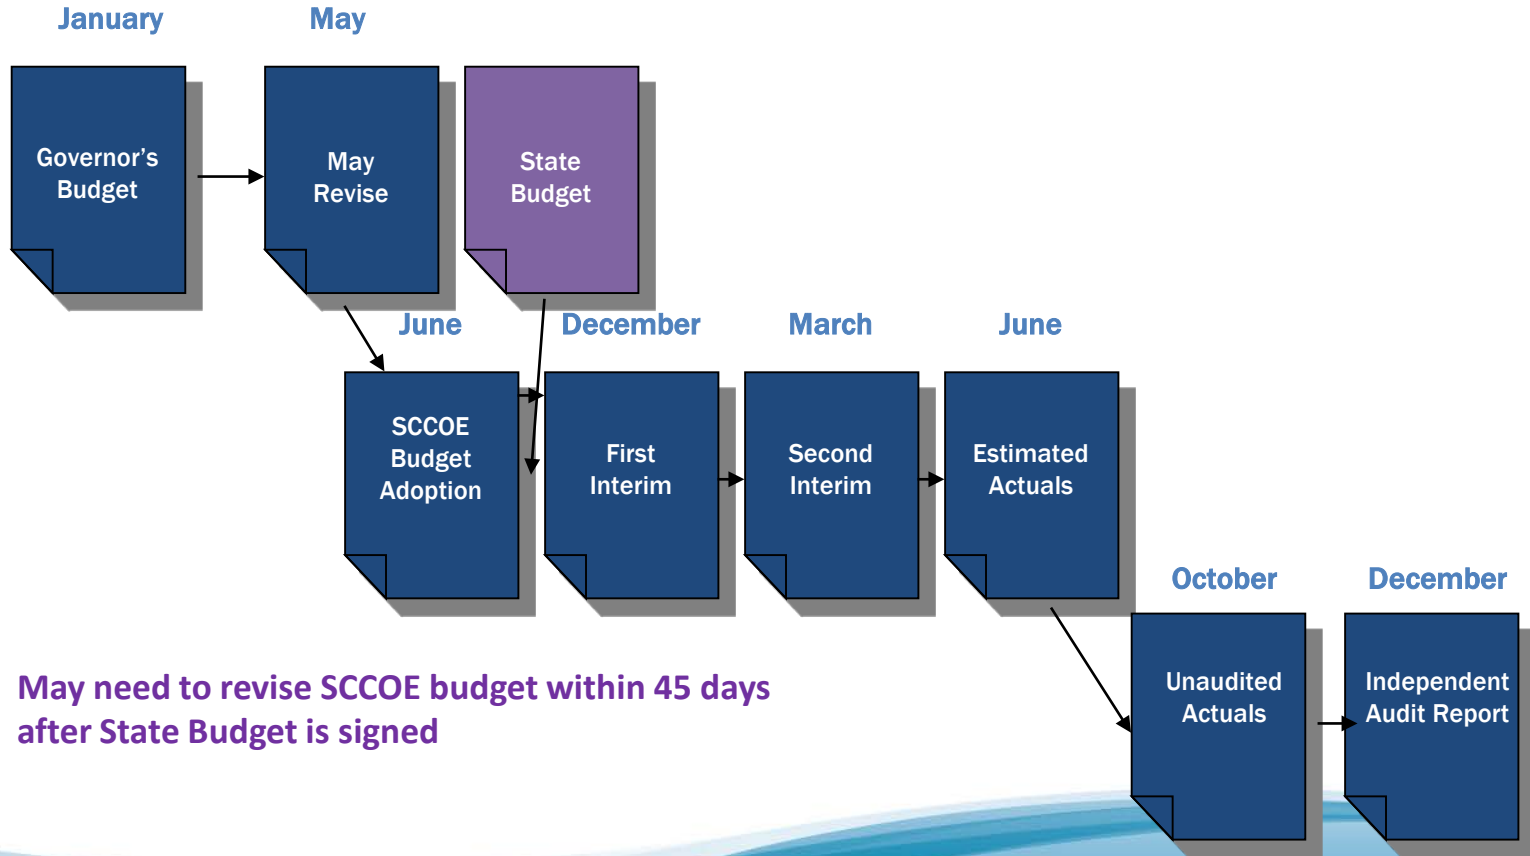 January
May
Governor’s
Budget
May
Revise
State
Budget
June
December
March
June
SCCOE
Budget
Adoption
First
Interim
Second
Interim
Estimated
Actuals
October
December
Unaudited
Actuals
Independent
Audit Report
May need to revise SCCOE budget within 45 days
after State Budget is signed